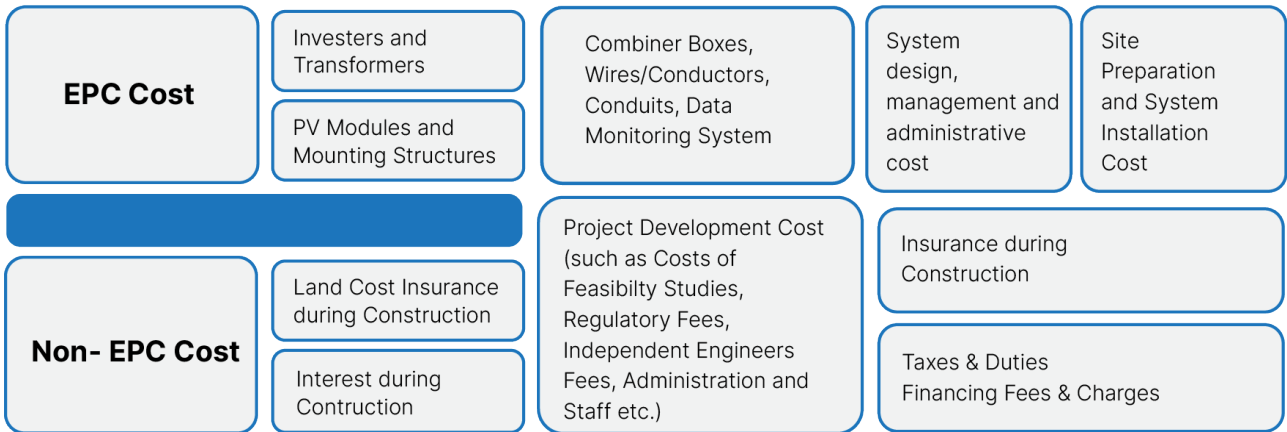 EPC Cost
Investers and
Transformers
PV Modules and
Mounting Structures
Combiner Boxes,
Wires/Conductors,
Conduits, Data
Monitoring System
System
design,
management and
administrative
cost
Site
Preparation
and System
Installation
Cost
Non- EPC Cost
Land Cost Insurance
during Construction
Interest during
Contruction
Project Development Cost
(such as Costs of
Feasibilty Studies,
Regulatory Fees,
Independent Engineers
Fees, Administration and
Staff etc.)
Insurance during
Construction
Taxes & Duties
Financing Fees & Charges